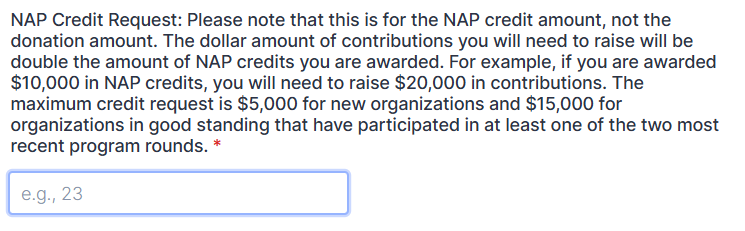 NAP Credit Request: Please note that this is for the NAP credit amount, not the
donation amount. The dollar amount of contributions you will need to raise will be
double the amount of NAP credits you are awarded. For example, if you are awarded
$10,000 in NAP credits, you will need to raise $20,000 in contributions. The
maximum credit request is $5,000 for new organizations and $15,000 for
organizations in good standing that have participated in at least one of the two most
recent program rounds. *
e.g., 23